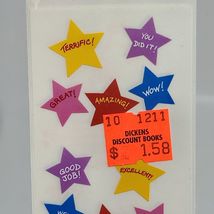 TERRIFIC!
YOU
DID IT!
GREAT!
AMAZING!
WOW!
10 1211
DICKENS
DISCOUNT BOOKS
$ 1.58
GOOD
JOB!
EXCELLENT!